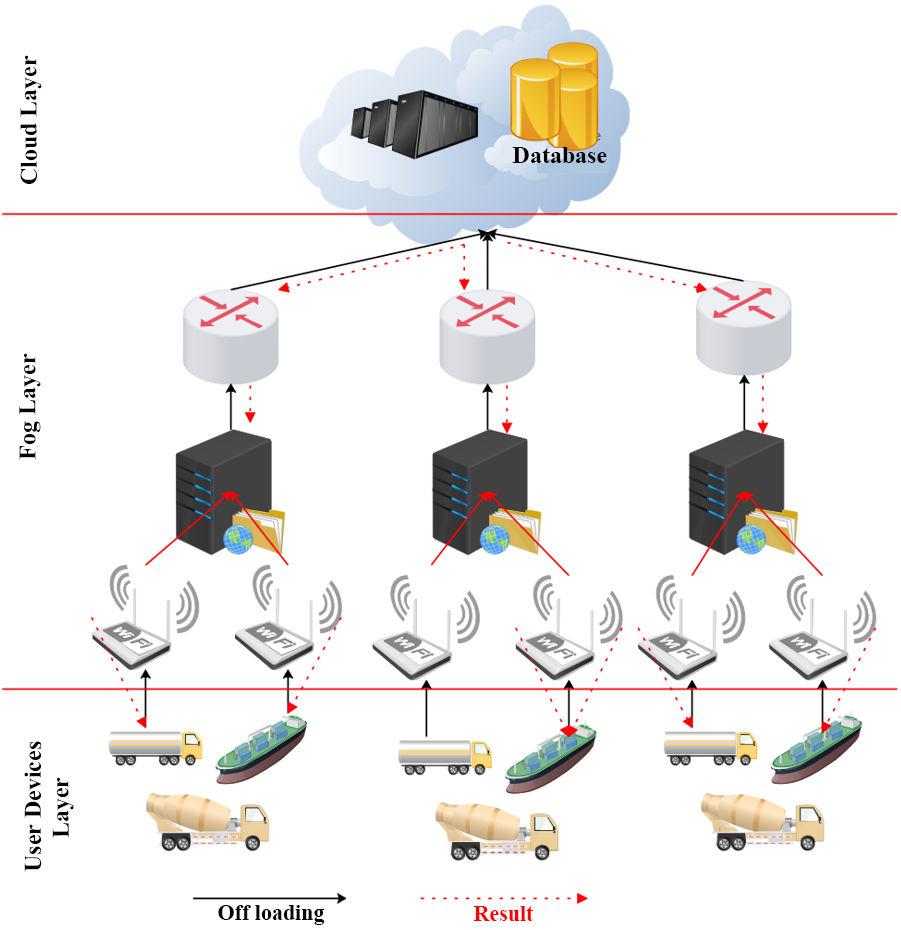 Cloud Layer
Database
Fog Layer
Wi Fi
Wi Fi
Wi Fi
Wi Fi
Wi Fi
Wi Fi
User Devices
Layer
Off loading
Result